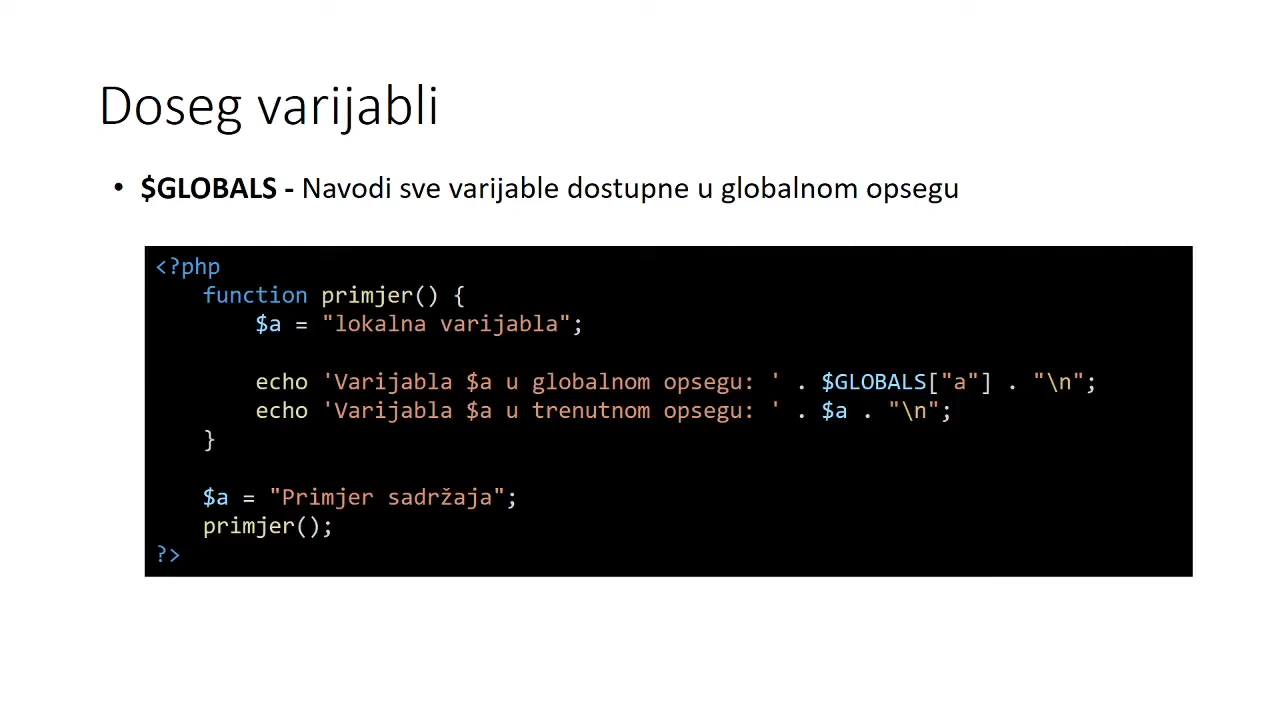 Doseg varijabli
• $GLOBALS - Navodi sve varijable dostupne u globalnom opsegu
<?php
function primjer() {
$a = "lokalna varijabla";
echo 'Varijabla $a u globalnom opsegu: ' . $GLOBALS["a"] . "\n";
echo 'Varijabla $a u trenutnom opsegu: ' . $a . "\n";
}
$a = "Primjer sadržaja";
primjer();
?>